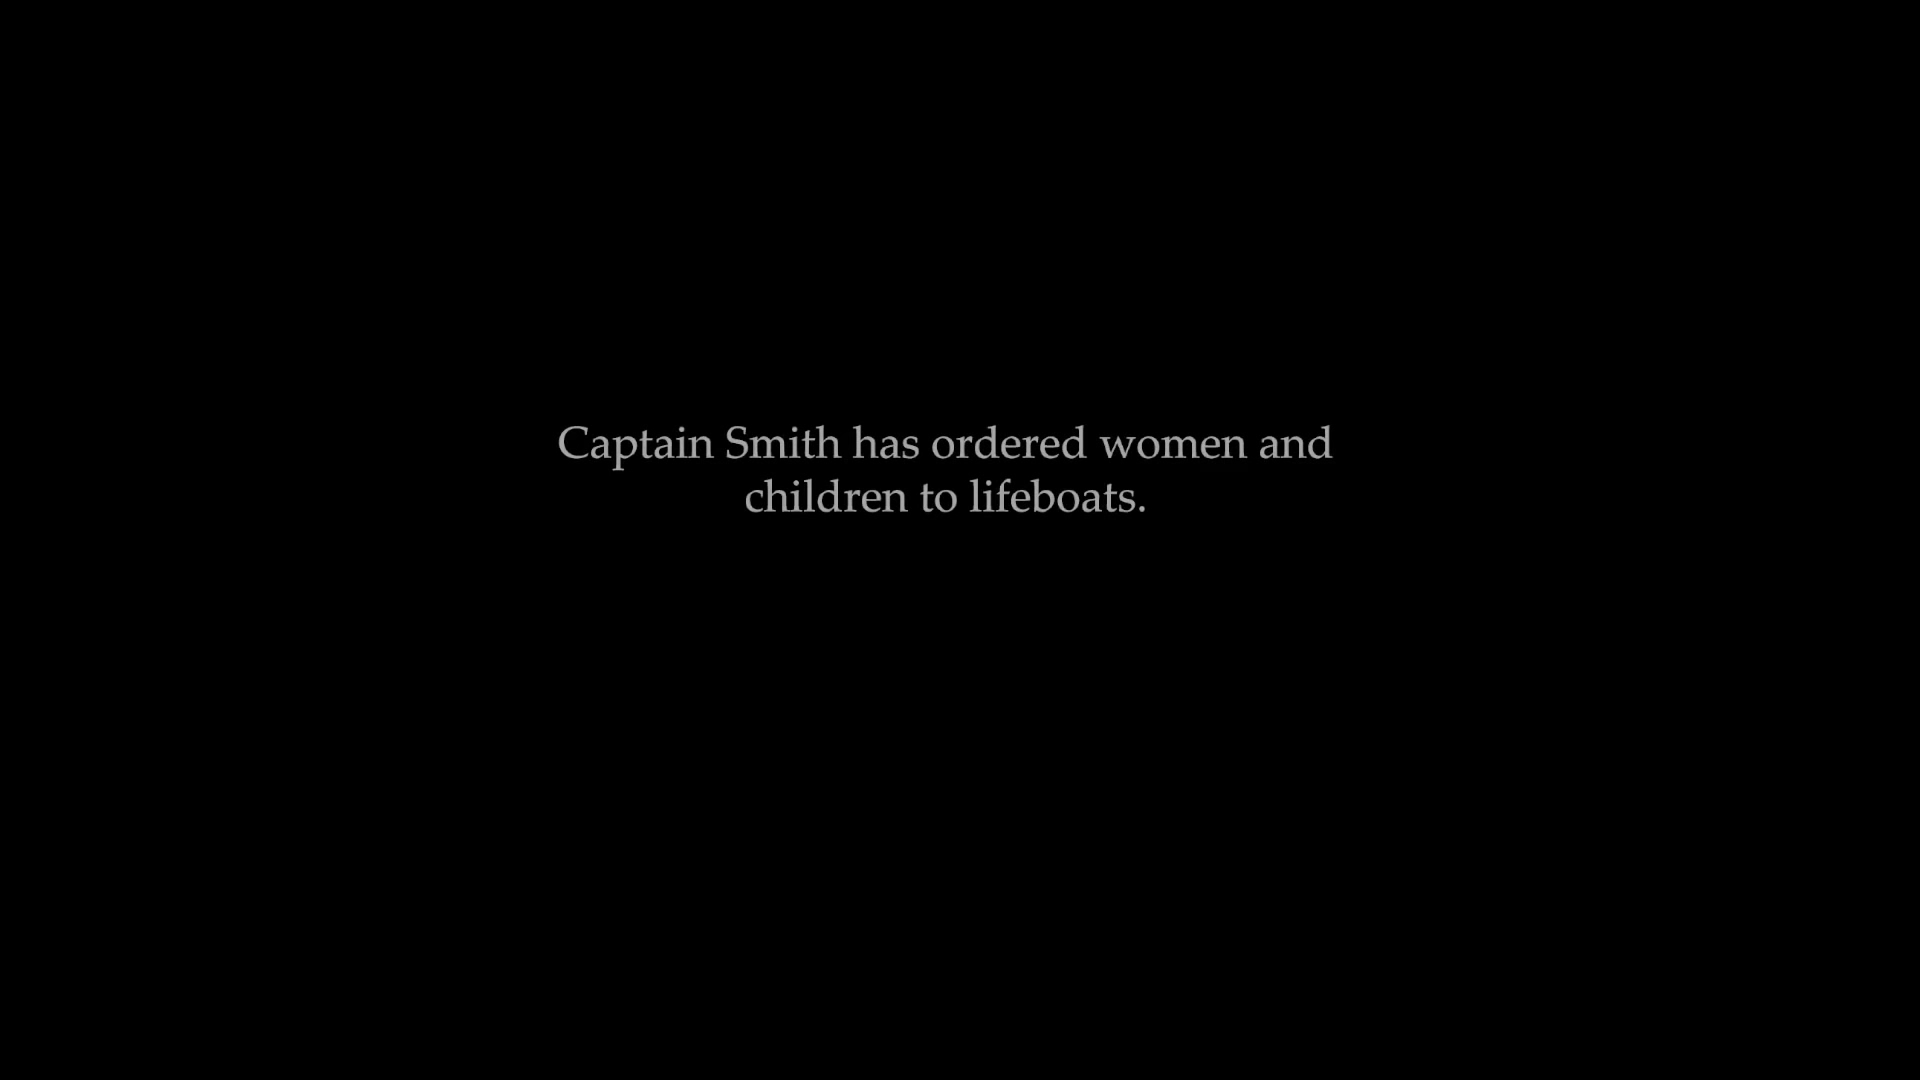 Captain Smith has ordered women and
children to lifeboats.